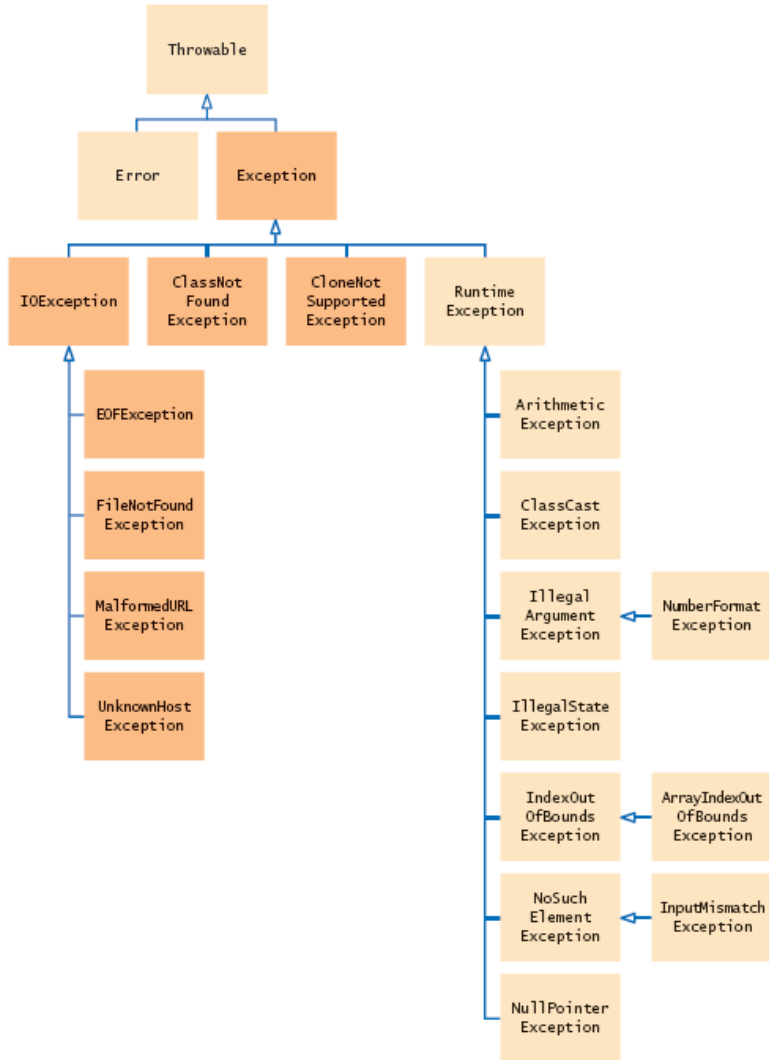 Throwable
Error
Exception
IOException
ClassNot
Found
Exception
CloneNot
Supported
Exception
Runtime
Exception
EOFException
FileNotFound
Exception
MalformedURL
Exception
UnknownHost
Exception
Arithmetic
Exception
ClassCast
Exception
Illegal
Argument
Exception
NumberFormat
Exception
IllegalState
Exception
IndexOut
OfBounds
Exception
ArrayIndexOut
OfBounds
Exception
NoSuch
Element
Exception
InputMismatch
Exception
NullPointer
Exception